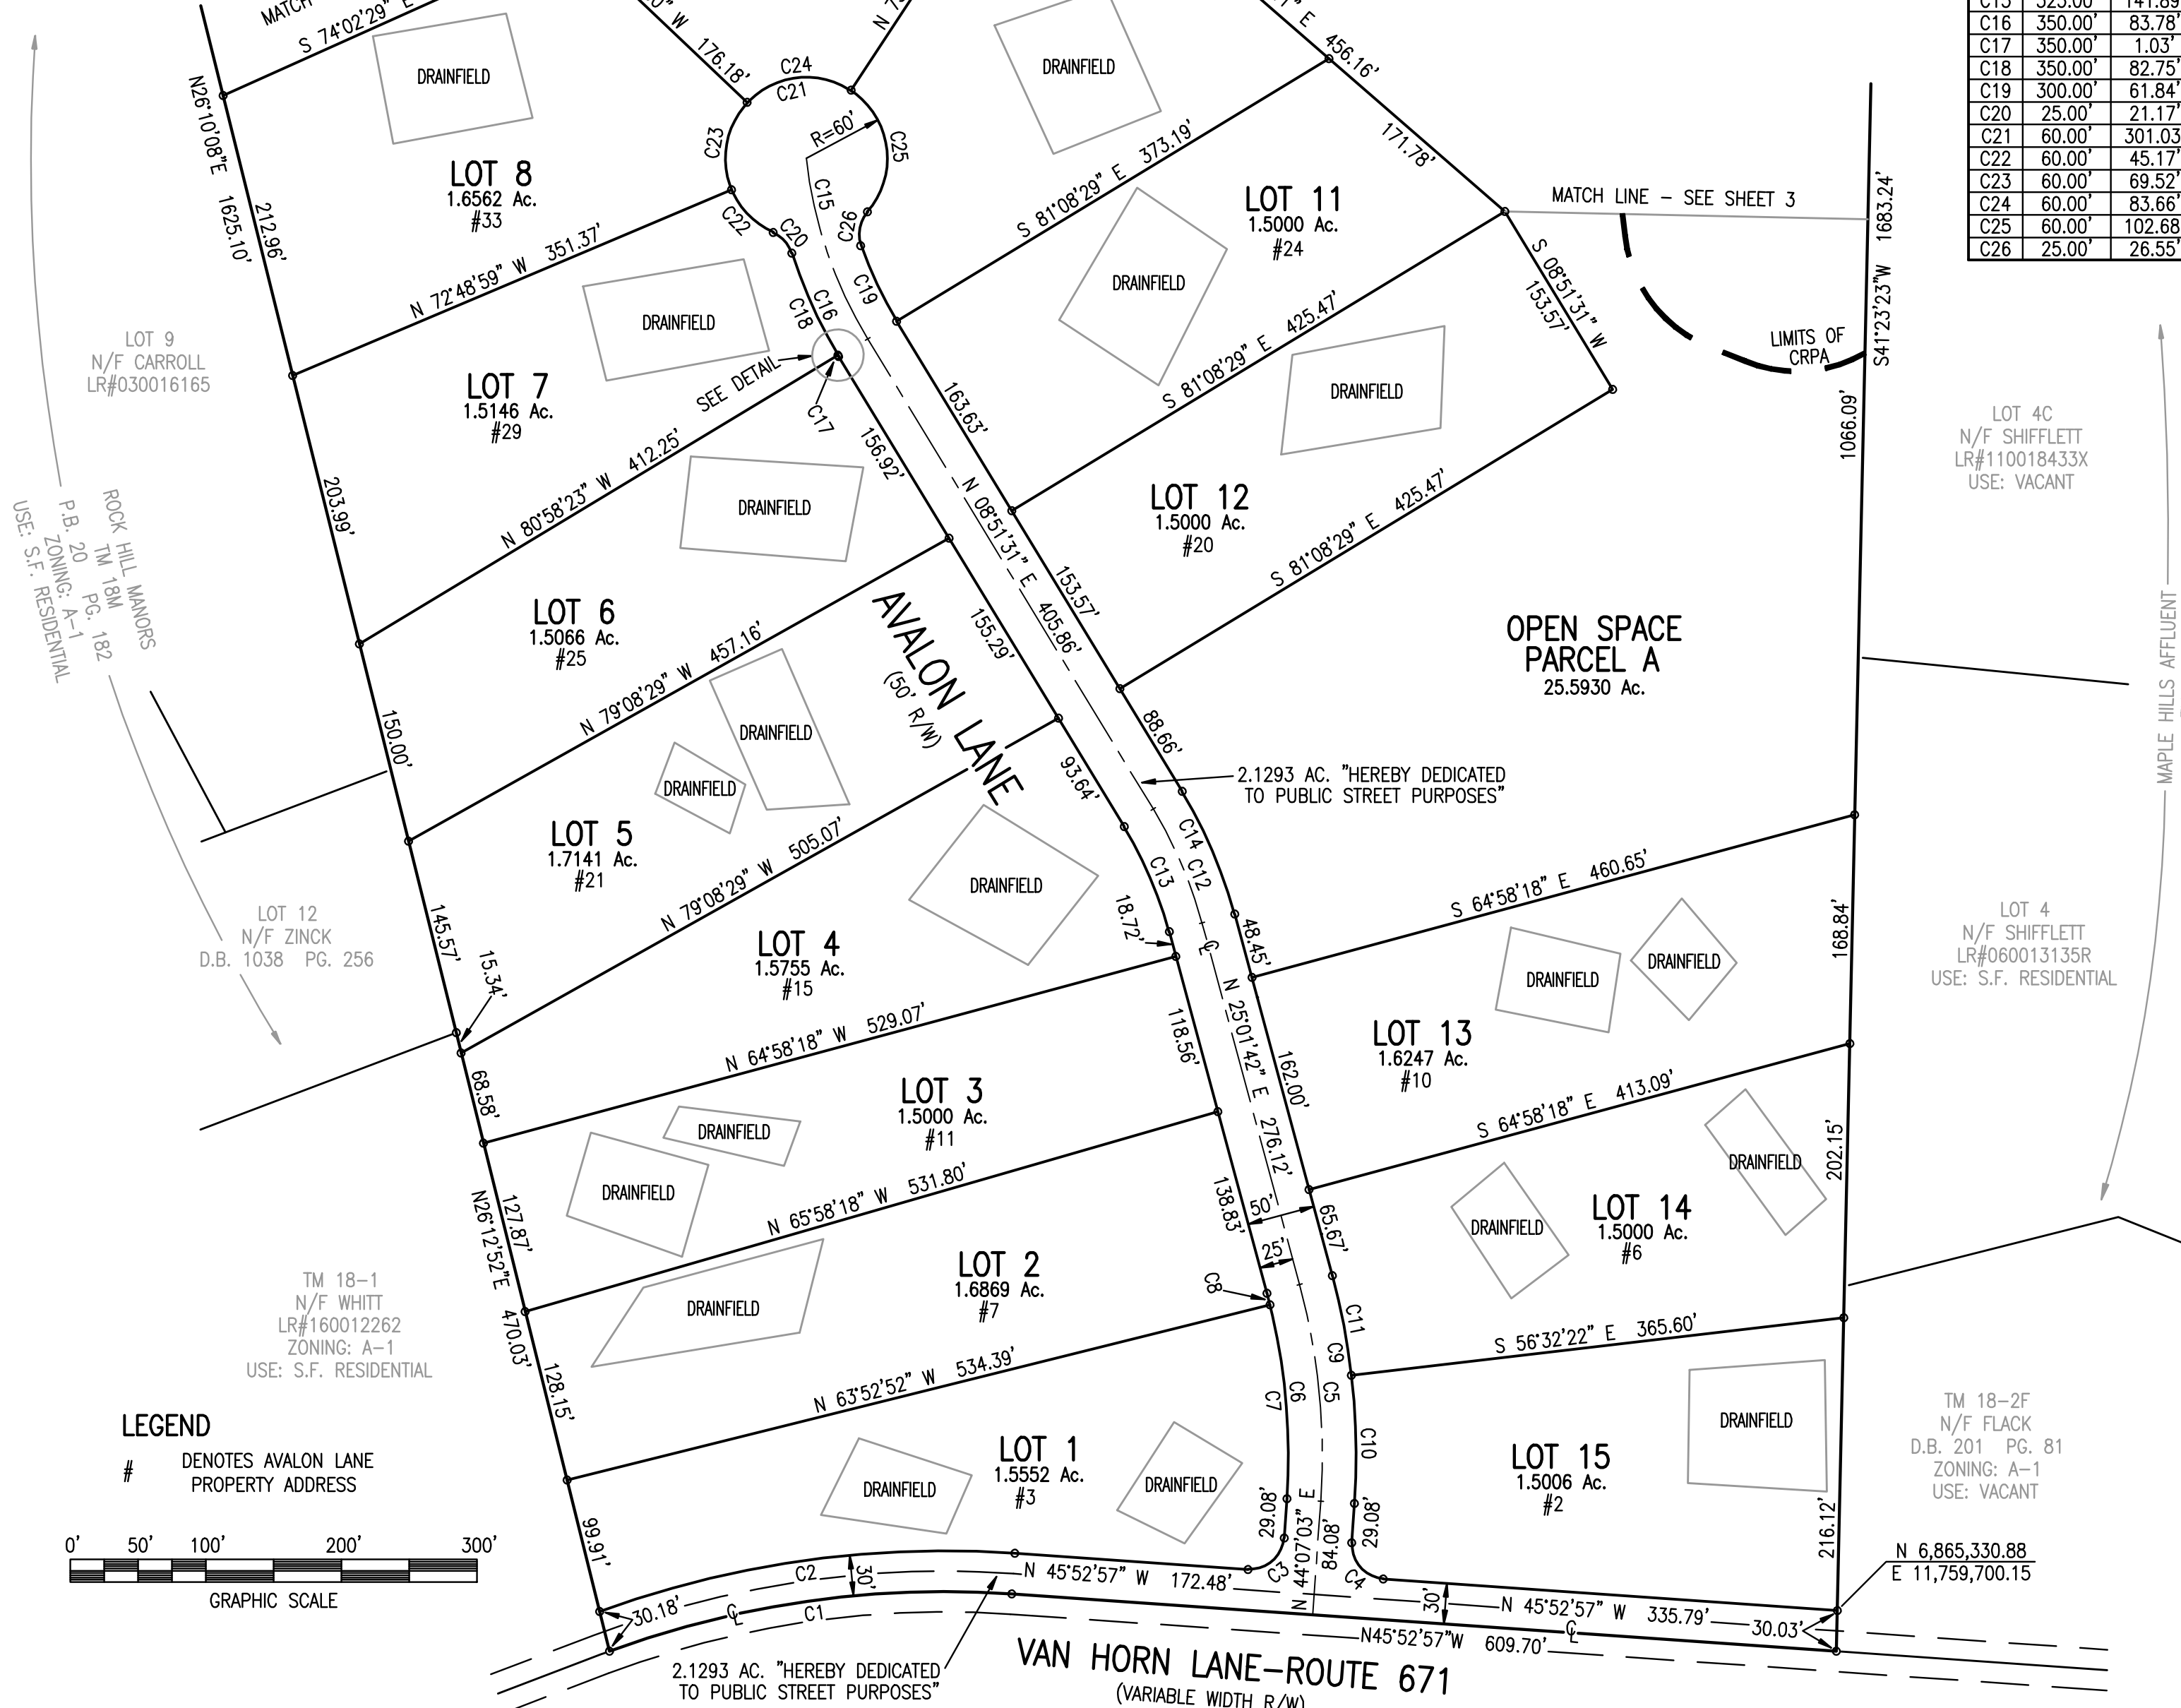 MATCH
S 74°02'29" E
N26°10'08"E 1625.10'
212.96'
DRAINFIELD
LOT 8
1.6562 Ac.
#33
0" W 176.18'
C24
C21
C23
R=60'
C25
C15
C22
C20
C26
C19
C16
C18
DRAINFIELD
456.16'
171.78'
S 81°08'29" E 373.19'
LOT 11
1.5000 Ac.
#24
DRAINFIELD
MATCH LINE – SEE SHEET 3
S 08°51'31" W
153.57'
LIMITS OF
CRPA
S41°23'23"W 1683.24'
1066.09'
C16 350.00' 83.78'
C17 350.00' 1.03'
C18 350.00' 82.75'
C19 300.00' 61.84'
C20 25.00' 21.17'
C21 60.00' 301.03
C22 60.00' 45.17'
C23 60.00' 69.52'
C24 60.00' 83.66'
C25 60.00' 102.68
C26 25.00' 26.55'
N 72°48'59" W 351.37'
LOT 9
N/F CARROLL
LR#030016165
DRAINFIELD
LOT 7
1.5146 Ac.
#29
SEE DETAIL
C17
203.99'
N 80°58'23" W 412.25'
156.92'
163.63'
S 81°08'29" E 425.47'
DRAINFIELD
LOT 12
1.5000 Ac.
#20
S 81°08'29" E 425.47'
LOT 4C
N/F SHIFFLETT
LR#110018433X
USE: VACANT
ROCK HILL MANORS
TM 18M
P.B. 20 PG. 182
ZONING: A-1
USE: S.F. RESIDENTIAL
DRAINFIELD
LOT 6
1.5066 Ac.
#25
150.00'
N 79°08'29" W 457.16'
155.29'
N 08°51'31" E 405.86'
153.57'
AVALON LANE
(50' R/W)
OPEN SPACE
PARCEL A
25.5930 Ac.
MAPLE HILLS AFFLUENT
DRAINFIELD
DRAINFIELD
LOT 5
1.7141 Ac.
#21
145.57'
15.34'
N 79°08'29" W 505.07'
93.64'
88.66'
2.1293 AC. "HEREBY DEDICATED
TO PUBLIC STREET PURPOSES"
C13
C14
C12
18.72'
48.45'
DRAINFIELD
LOT 4
1.5755 Ac.
#15
LOT 12
N/F ZINCK
D.B. 1038 PG. 256
S 64°58'18" E 460.65'
168.84'
DRAINFIELD
DRAINFIELD
LOT 13
1.6247 Ac.
#10
LOT 4
N/F SHIFFLETT
LR#060013135R
USE: S.F. RESIDENTIAL
68.58'
N 64°58'18" W 529.07'
118.56'
℄ N 25°01'42" E 276.12'
162.00'
LOT 3
1.5000 Ac.
#11
DRAINFIELD
DRAINFIELD
127.87'
N26°12'52"E 470.03'
N 65°58'18" W 531.80'
138.83'
50'
25'
65.67'
S 64°58'18" E 413.09'
202.15'
DRAINFIELD
DRAINFIELD
LOT 14
1.5000 Ac.
#6
LOT 2
1.6869 Ac.
#7
DRAINFIELD
C8
TM 18-1
N/F WHITT
LR#160012262
ZONING: A-1
USE: S.F. RESIDENTIAL
128.15'
N 63°52'52" W 534.39'
C7
C6
C5
C9
C11
C10
S 56°32'22" E 365.60'
DRAINFIELD
LOT 15
1.5006 Ac.
#2
216.12'
TM 18-2F
N/F FLACK
D.B. 201 PG. 81
ZONING: A-1
USE: VACANT
LOT 1
1.5552 Ac.
#3
DRAINFIELD
DRAINFIELD
LEGEND
# DENOTES AVALON LANE
PROPERTY ADDRESS
0' 50' 100' 200' 300'
GRAPHIC SCALE
99.91'
29.08'
N 44°07'03" E
84.08'
29.08'
C3
C4
C2
30'
N 45°52'57" W 172.48'
30.18'
℄
C1
30'
N 45°52'57" W 335.79'
30.03'
N45°52'57"W 609.70'
℄
N 6,865,330.88
E 11,759,700.15
2.1293 AC. "HEREBY DEDICATED
TO PUBLIC STREET PURPOSES"
VAN HORN LANE–ROUTE 671
(VARIABLE WIDTH R/W)